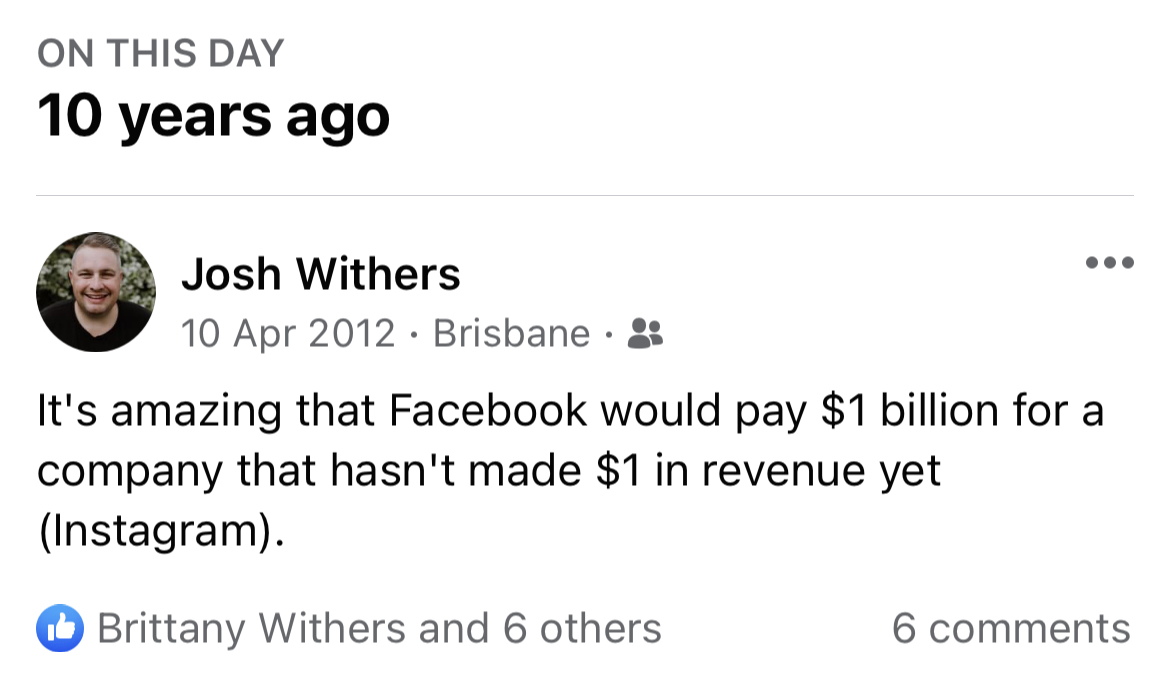 ON THIS DAY
10 years ago
Josh Withers
10 Apr 2012 · Brisbane ·
It's amazing that Facebook would pay $1 billion for a
company that hasn't made $1 in revenue yet
(Instagram).
Brittany Withers and 6 others
6 comments